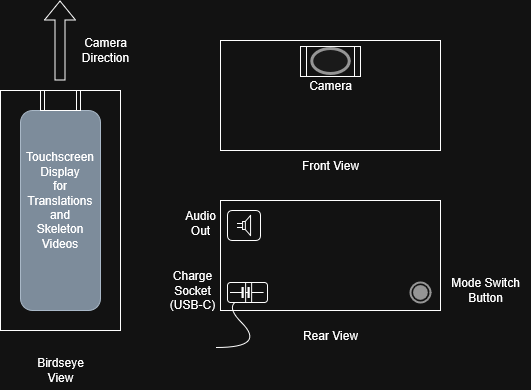 Camera
Direction
Camera
Touchscreen
Display
for
Translations
and
Skeleton
Videos
Front View
Audio
Out
Charge
Socket
(USB-C)
Mode Switch
Button
Rear View
Birdseye
View